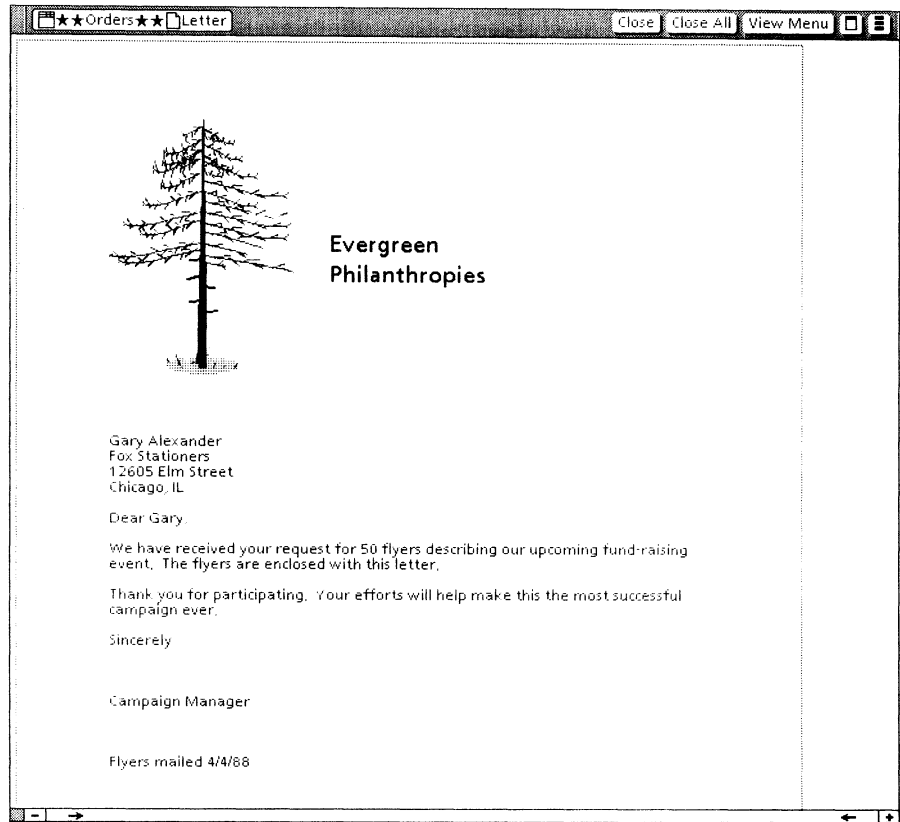 ★★Orders★★Letter
Close Close All View Menu
Evergreen
Philanthropies
Gary Alexander
Fox Stationers
12605 Elm Street
Chicago, IL
Dear Gary,
We have received your request for 50 flyers describing our upcoming fund-raising
event. The flyers are enclosed with this letter.
Thank you for participating. Your efforts will help make this the most successful
campaign ever.
Sincerely
Campaign Manager
Flyers mailed 4/4/88